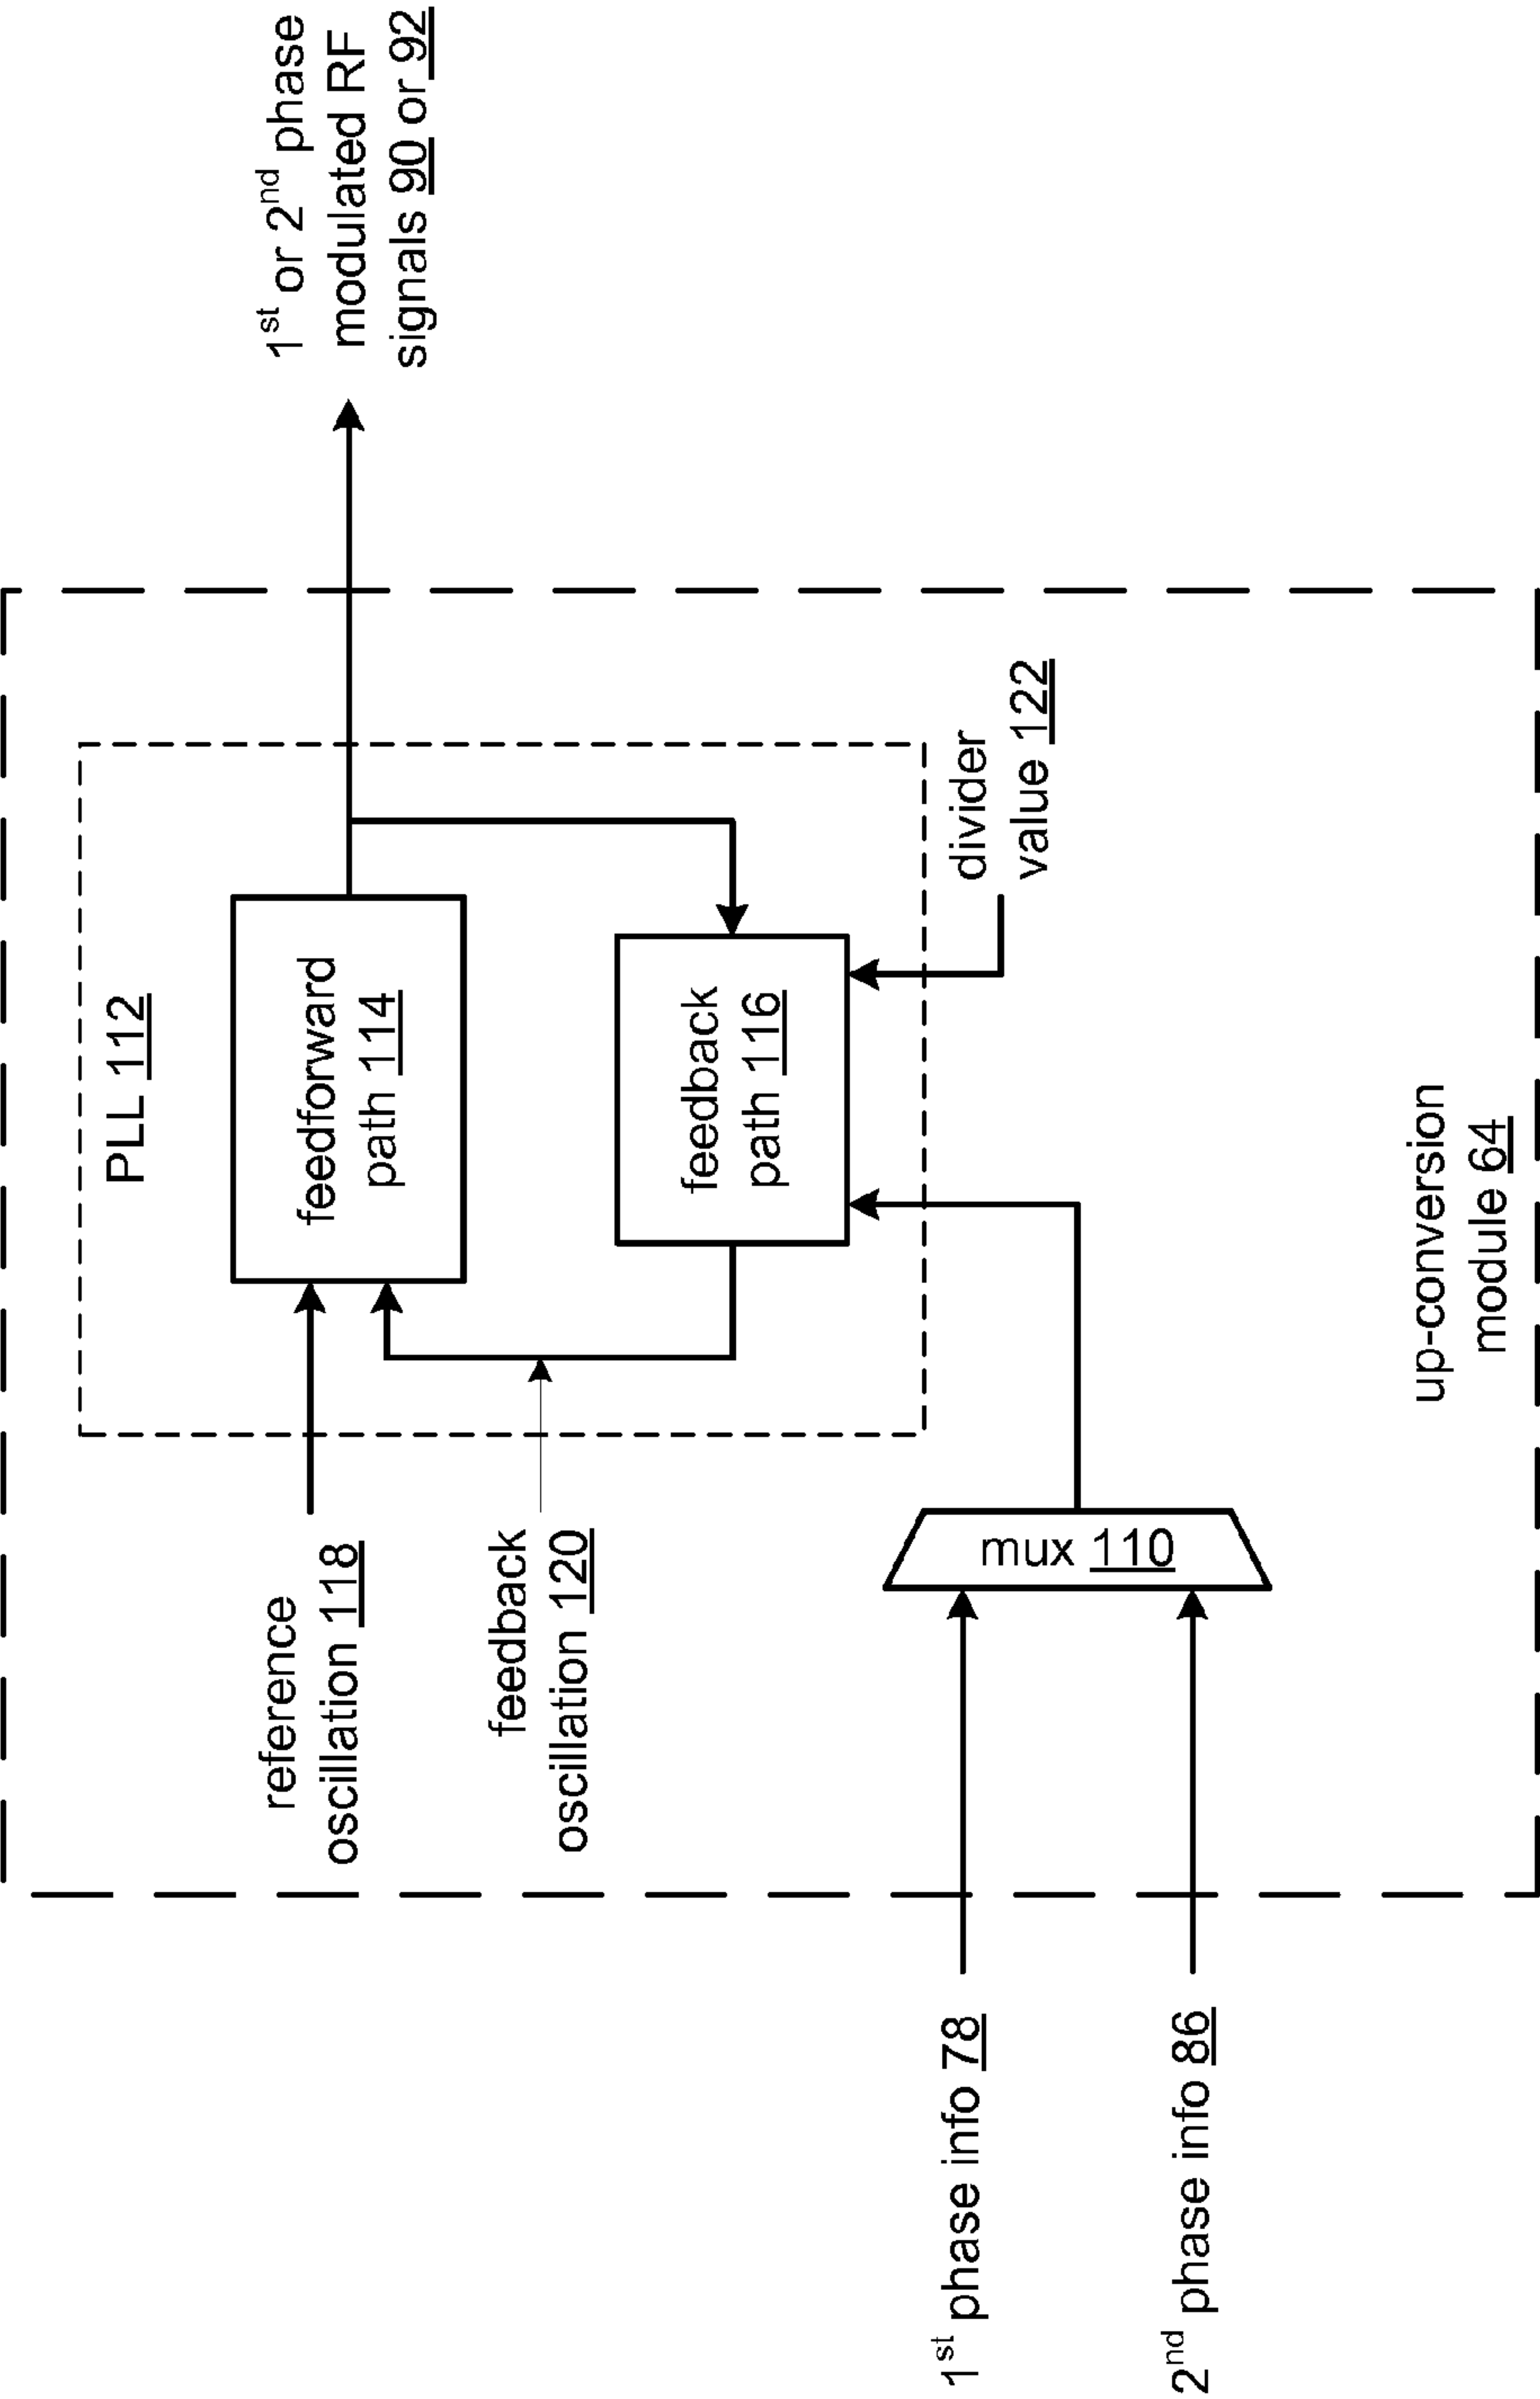 1st or 2nd phase
modulated RF
signals 90 or 92
PLL 112
feedforward
path 114
reference
oscillation 118
feedback
path 116
feedback
oscillation 120
divider
value 122
mux 110
1st phase info 78
2nd phase info 86
up-conversion
module 64